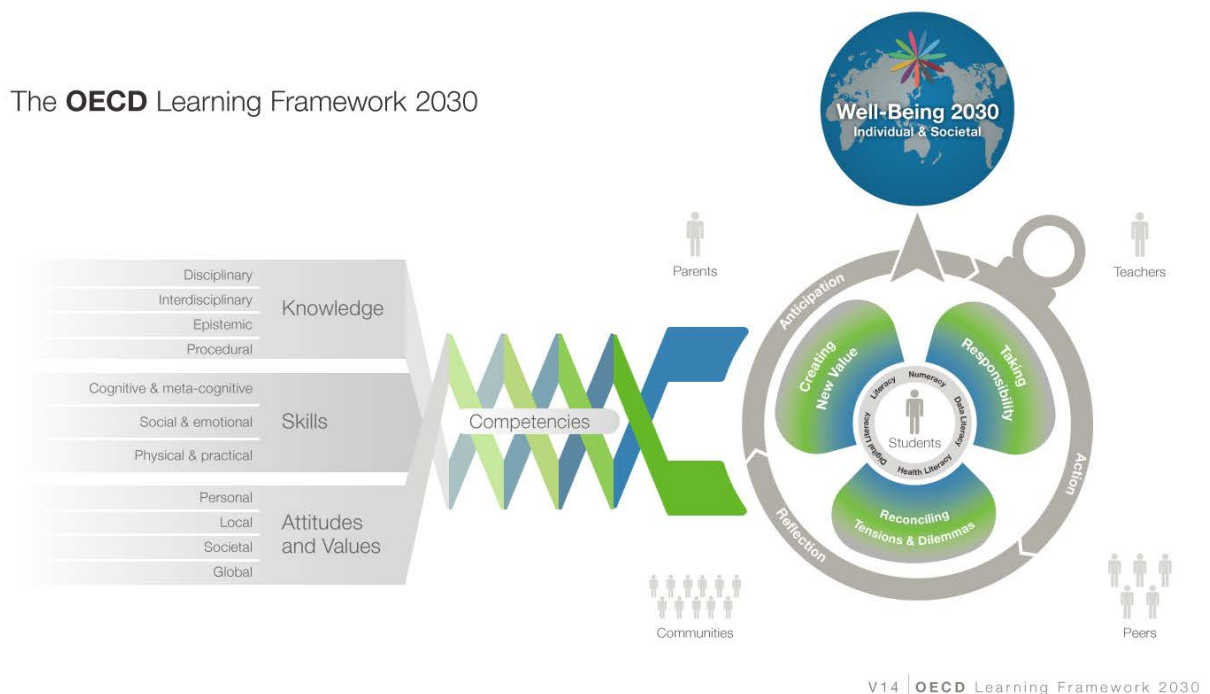 The OECD Learning Framework 2030
Well-Being 2030
Individual & Societal
Parents
Teachers
Disciplinary
Interdisciplinary
Epistemic
Procedural
Knowledge
Cognitive & meta-cognitive
Social & emotional
Physical & practical
Skills
Personal
Local
Societal
Global
Attitudes
and Values
Competencies
Anticipation
Action
Reflection
Creating
New Value
Taking
Responsibility
Reconciling
Tensions & Dilemmas
Literacy
Numeracy
Data Literacy
Health Literacy
Digital Literacy
Students
Communities
Peers
V14 | OECD Learning Framework 2030